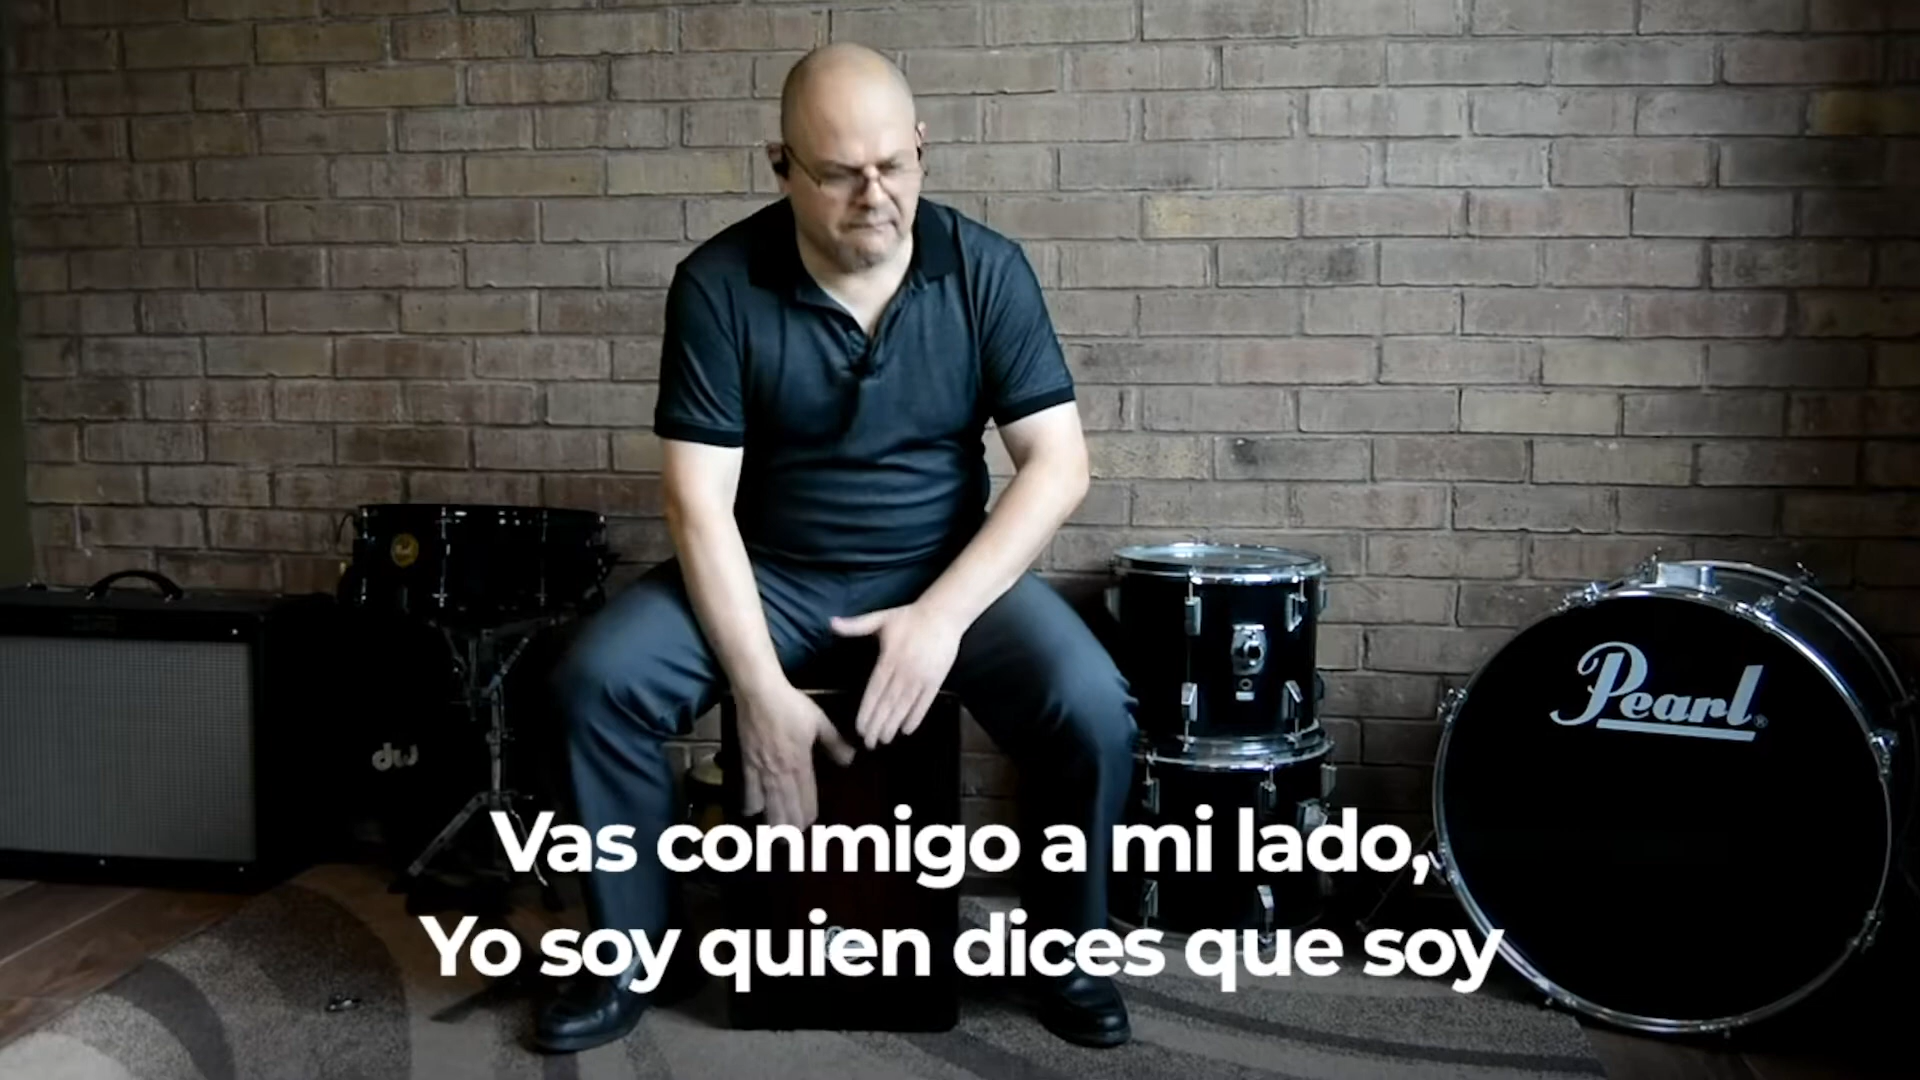 dw
Pearl
Vas conmigo a mi lado,
Yo soy quien dices que soy